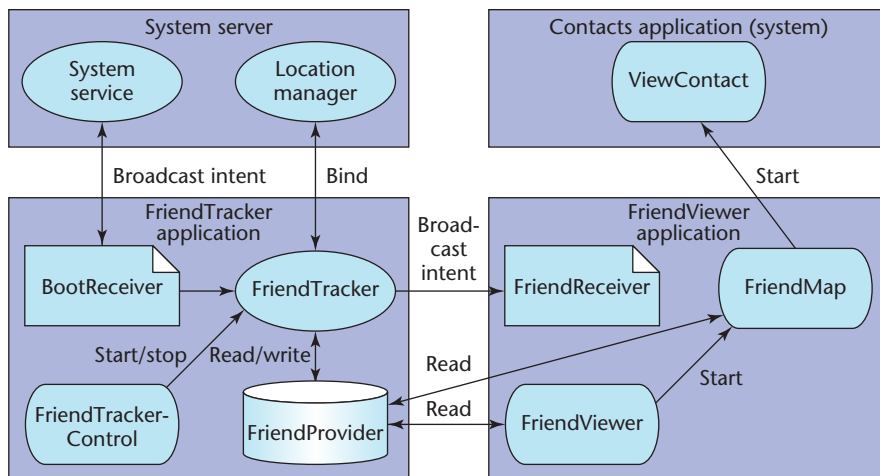 System server
System
service
Location
manager
Contacts application (system)
ViewContact
Broadcast intent
Bind
Start
FriendTracker
application
Broad-
cast
intent
FriendViewer
application
BootReceiver
FriendTracker
FriendReceiver
FriendMap
Start/stop
Read/write
Read
Start
FriendTracker-
Control
FriendProvider
Read
FriendViewer